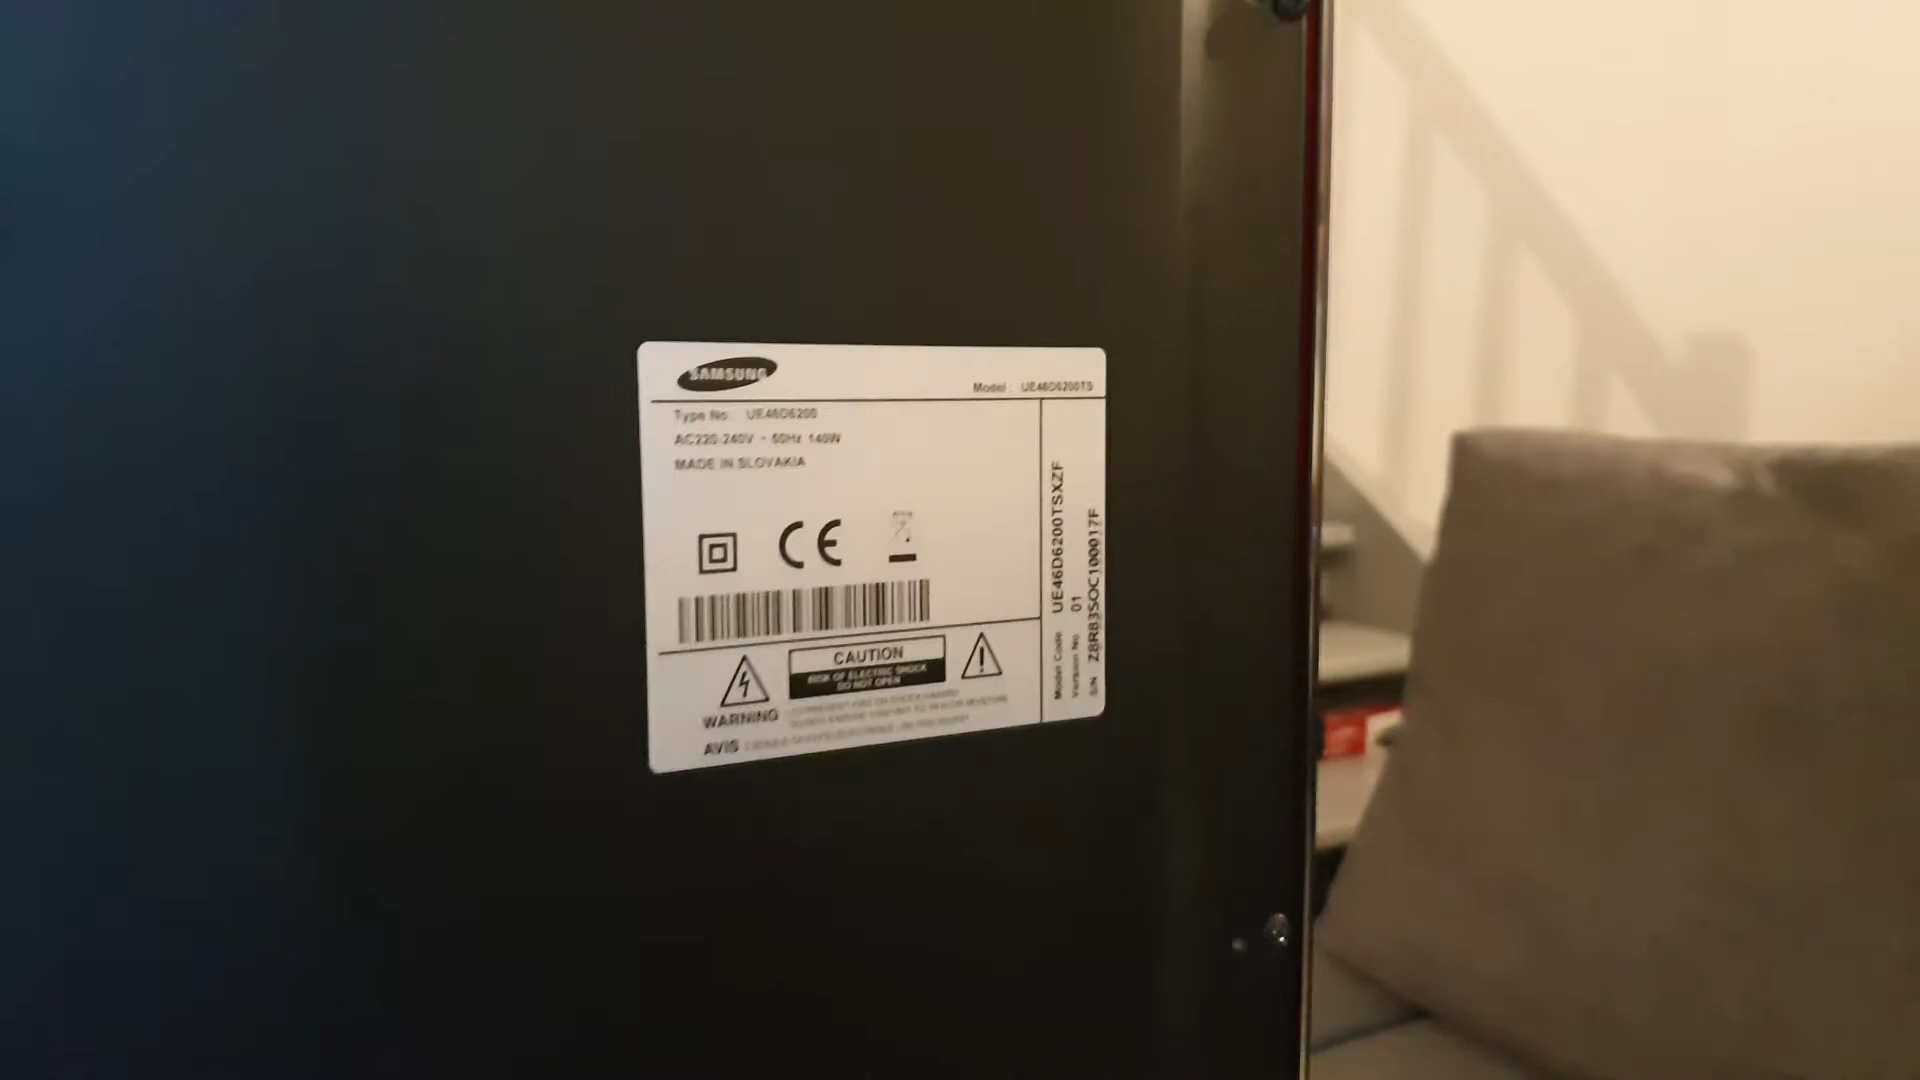 SAMSUNG
Model : UE46D6200TS
Type No. : UE46D6200
AC220-240V ~ 50Hz 140W
MADE IN SLOVAKIA
CE
CAUTION
RISK OF ELECTRIC SHOCK
DO NOT OPEN
WARNING
AVIS
Model Code UE46D6200TSXZF
Version No. 01
S/N Z8R83SOC100017F